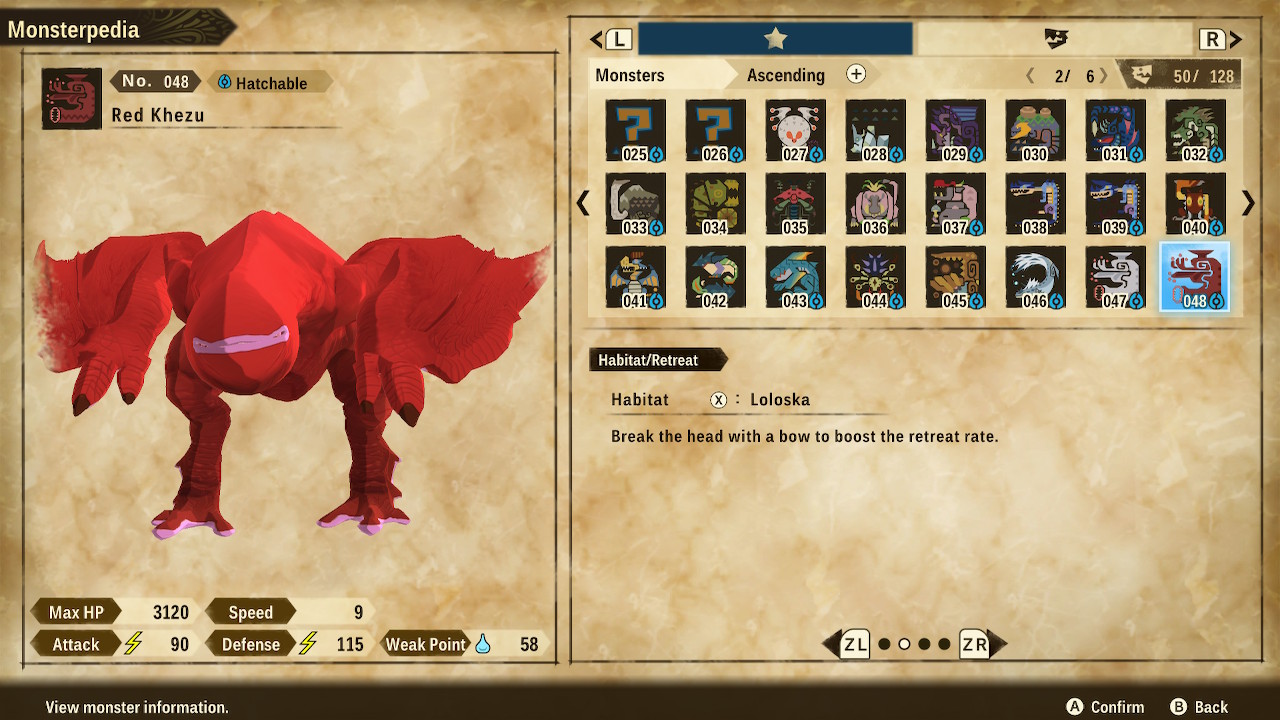 Monsterpedia
No. 048
Hatchable
Red Khezu
L
R
Monsters
Ascending
2/ 6
50/ 128
025 026 027 028 029 030 031 032
033 034 035 036 037 038 039 040
041 042 043 044 045 046 047 048
Habitat/Retreat
Habitat X : Loloska
Break the head with a bow to boost the retreat rate.
Max HP 3120 Speed 9
Attack 90 Defense 115 Weak Point 58
ZL ZR
View monster information.
A Confirm B Back